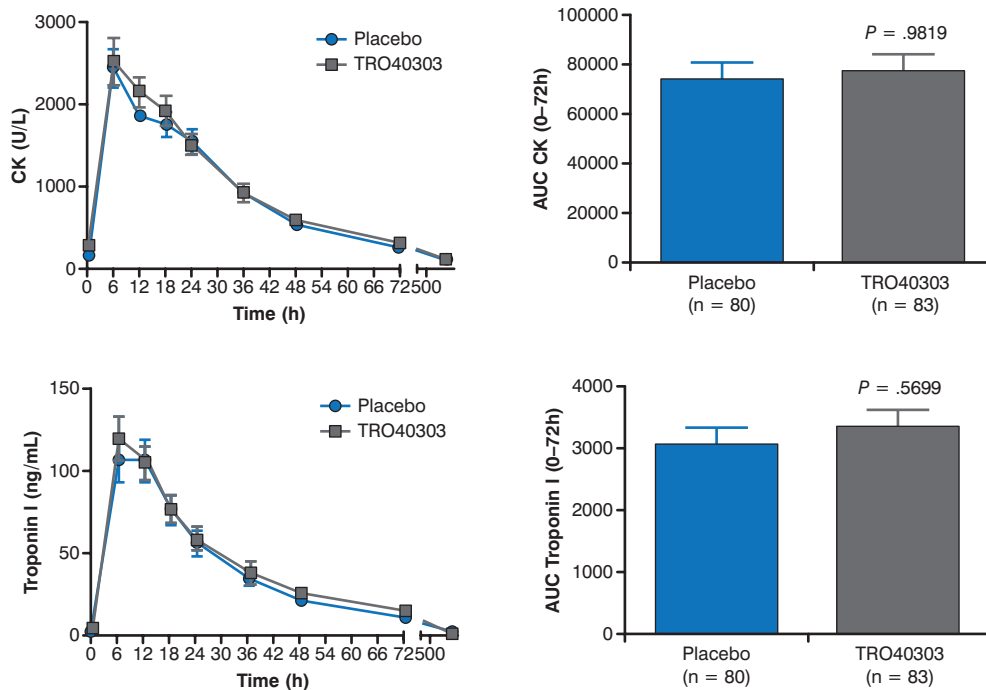 3000
2000
1000
0
CK (U/L)
Placebo
TRO40303
0 6 12 18 24 30 36 42 48 54 60 66 72 500
Time (h)
100000
80000
60000
40000
20000
0
AUC CK (0–72h)
P = .9819
Placebo
(n = 80)
TRO40303
(n = 83)
150
100
50
0
Troponin I (ng/mL)
Placebo
TRO40303
0 6 12 18 24 30 36 42 48 54 60 66 72 500
Time (h)
4000
3000
2000
1000
0
AUC Troponin I (0–72h)
P = .5699
Placebo
(n = 80)
TRO40303
(n = 83)